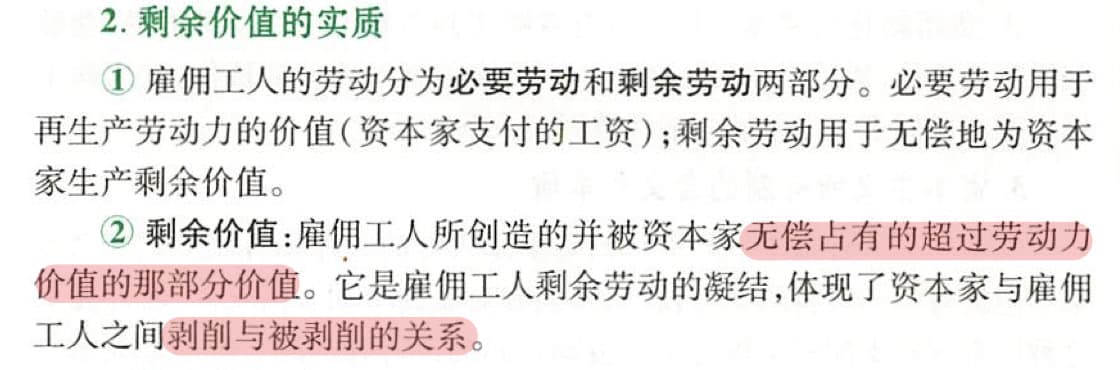 2. 剩余价值的实质
① 雇佣工人的劳动分为必要劳动和剩余劳动两部分。必要劳动用于
再生产劳动力的价值(资本家支付的工资);剩余劳动用于无偿地为资本
家生产剩余价值。
② 剩余价值:雇佣工人所创造的并被资本家无偿占有的超过劳动力
价值的那部分价值。它是雇佣工人剩余劳动的凝结,体现了资本家与雇佣
工人之间剥削与被剥削的关系。